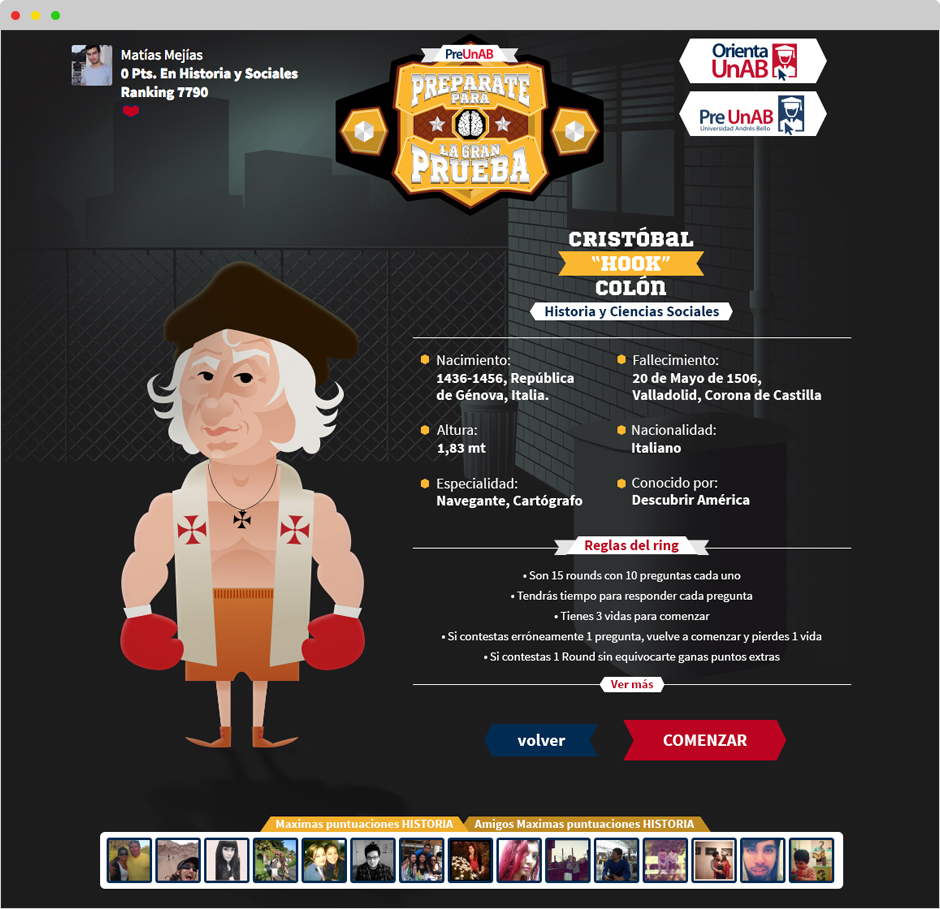 Matías Mejías
0 Pts. En Historia y Sociales
Ranking 7790
PreUnAB
PREPARATE
PARA
LA GRAN
PRUEBA
Orienta
UnAB
Pre UnAB
Universidad Andrés Bello
CRISTÓBAL
"HOOK"
COLÓN
Historia y Ciencias Sociales
Nacimiento:
1436-1456, República
de Génova, Italia.
Fallecimiento:
20 de Mayo de 1506,
Valladolid, Corona de Castilla
Altura:
1,83 mt
Nacionalidad:
Italiano
Especialidad:
Navegante, Cartógrafo
Conocido por:
Descubrir América
Reglas del ring
• Son 15 rounds con 10 preguntas cada uno
• Tendrás tiempo para responder cada pregunta
• Tienes 3 vidas para comenzar
• Si contestas erróneamente 1 pregunta, vuelve a comenzar y pierdes 1 vida
• Si contestas 1 Round sin equivocarte ganas puntos extras
Ver más
volver
COMENZAR
Maximas puntuaciones HISTORIA
Amigos Maximas puntuaciones HISTORIA